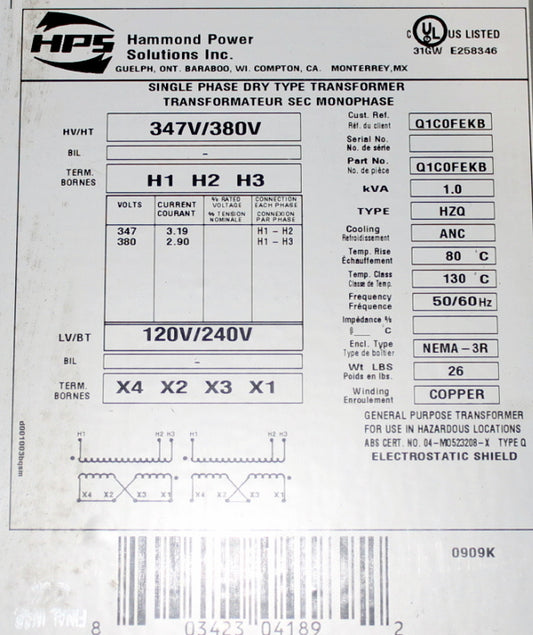 HPS
Hammond Power
Solutions Inc.
GUELPH, ONT. BARABOO, WI. COMPTON, CA. MONTERREY, MX
C UL US LISTED
31GW E258346
SINGLE PHASE DRY TYPE TRANSFORMER
TRANSFORMATEUR SEC MONOPHASE
HV/HT 347V/380V
BIL -
TERM. BORNES H1 H2 H3
VOLTS CURRENT COURANT % RATED VOLTAGE % TENSION NOMINALE CONNECTION EACH PHASE CONNEXION PAR PHASE
347 3.19 H1 - H2
380 2.90 H1 - H3
LV/BT 120V/240V
BIL -
TERM. BORNES X4 X2 X3 X1
Cust. Ref. Réf. du client Q1C0FEKB
Serial No. No. de série
Part No. No. de pièce Q1C0FEKB
kVA 1.0
TYPE HZQ
Cooling Refroidissement ANC
Temp. Rise Échauffement 80 °C
Temp. Class Classe de Temp. 130 °C
Frequency Fréquence 50/60 Hz
Impédance %
@___ °C
Encl. Type Type de boîtier NEMA-3R
Wt LBS Poids en lbs. 26
Winding Enroulement COPPER
GENERAL PURPOSE TRANSFORMER
FOR USE IN HAZARDOUS LOCATIONS
ABS CERT. NO. 04-M0523208-X TYPE Q
ELECTROSTATIC SHIELD
H1 H2 H3 H1 H2 H3
X4 X2 X3 X1 X4 X2 X3 X1
0909K
8 03423 04189 2